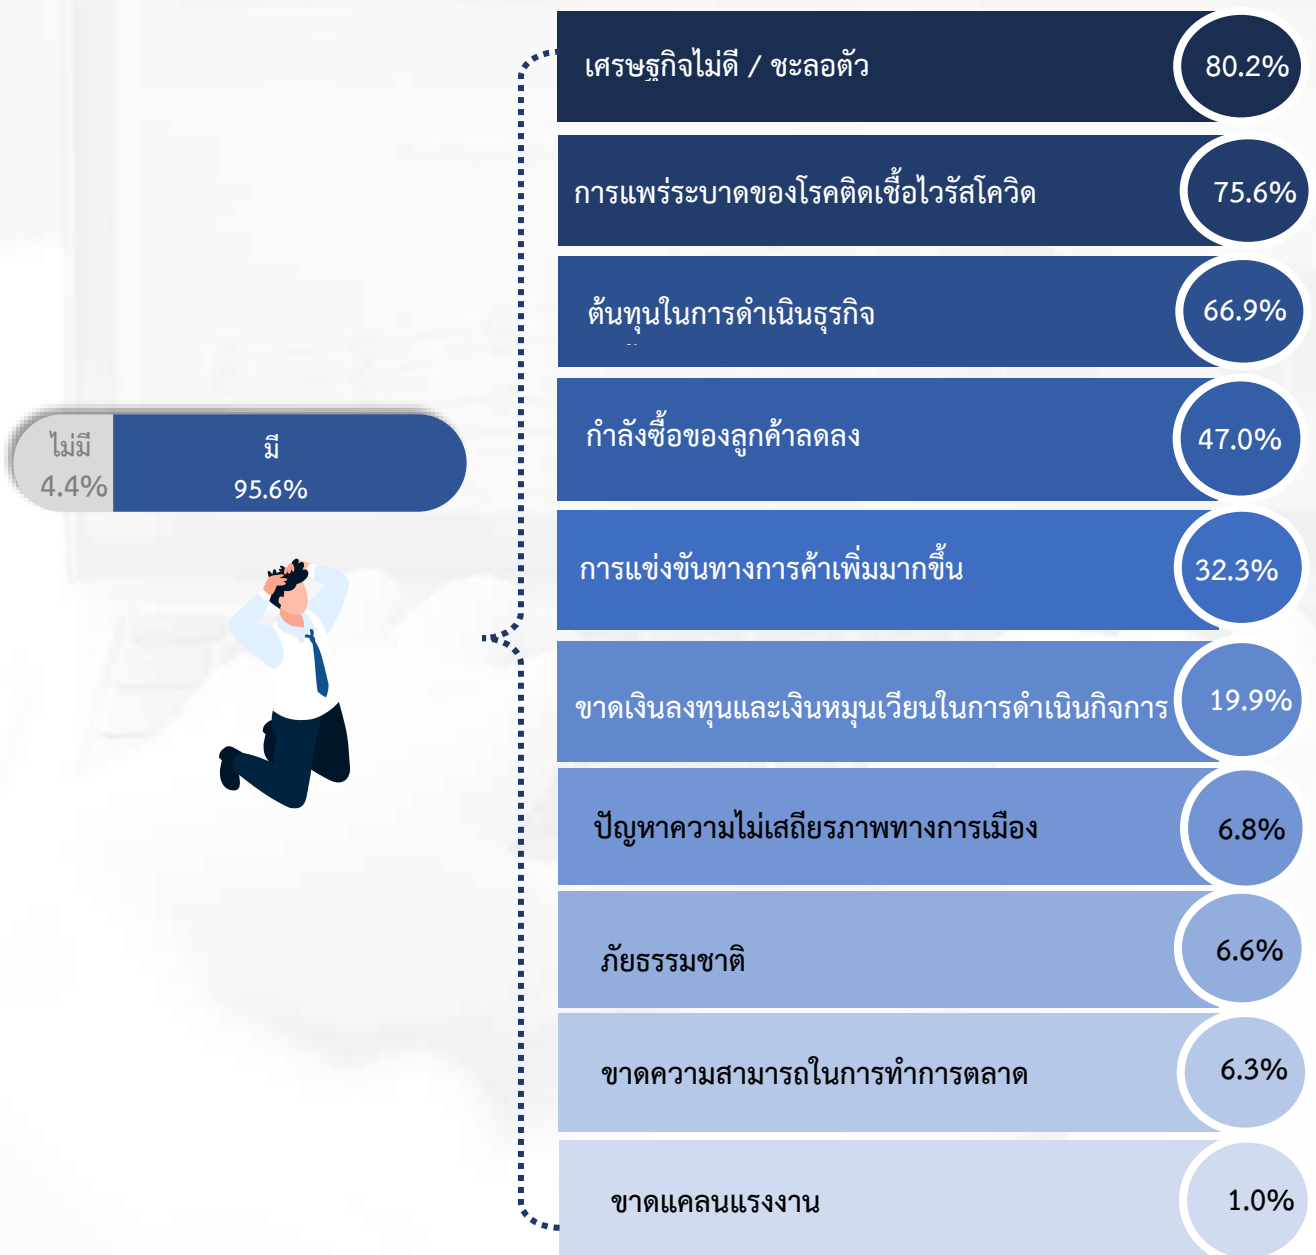 ไม่มี
4.4%
มี
95.6%
เศรษฐกิจไม่ดี / ชะลอตัว
80.2%
การแพร่ระบาดของโรคติดเชื้อไวรัสโควิด
75.6%
ต้นทุนในการดำเนินธุรกิจ
66.9%
กำลังซื้อของลูกค้าลดลง
47.0%
การแข่งขันทางการค้าเพิ่มมากขึ้น
32.3%
ขาดเงินลงทุนและเงินหมุนเวียนในการดำเนินกิจการ
19.9%
ปัญหาความไม่เสถียรภาพทางการเมือง
6.8%
ภัยธรรมชาติ
6.6%
ขาดความสามารถในการทำการตลาด
6.3%
ขาดแคลนแรงงาน
1.0%